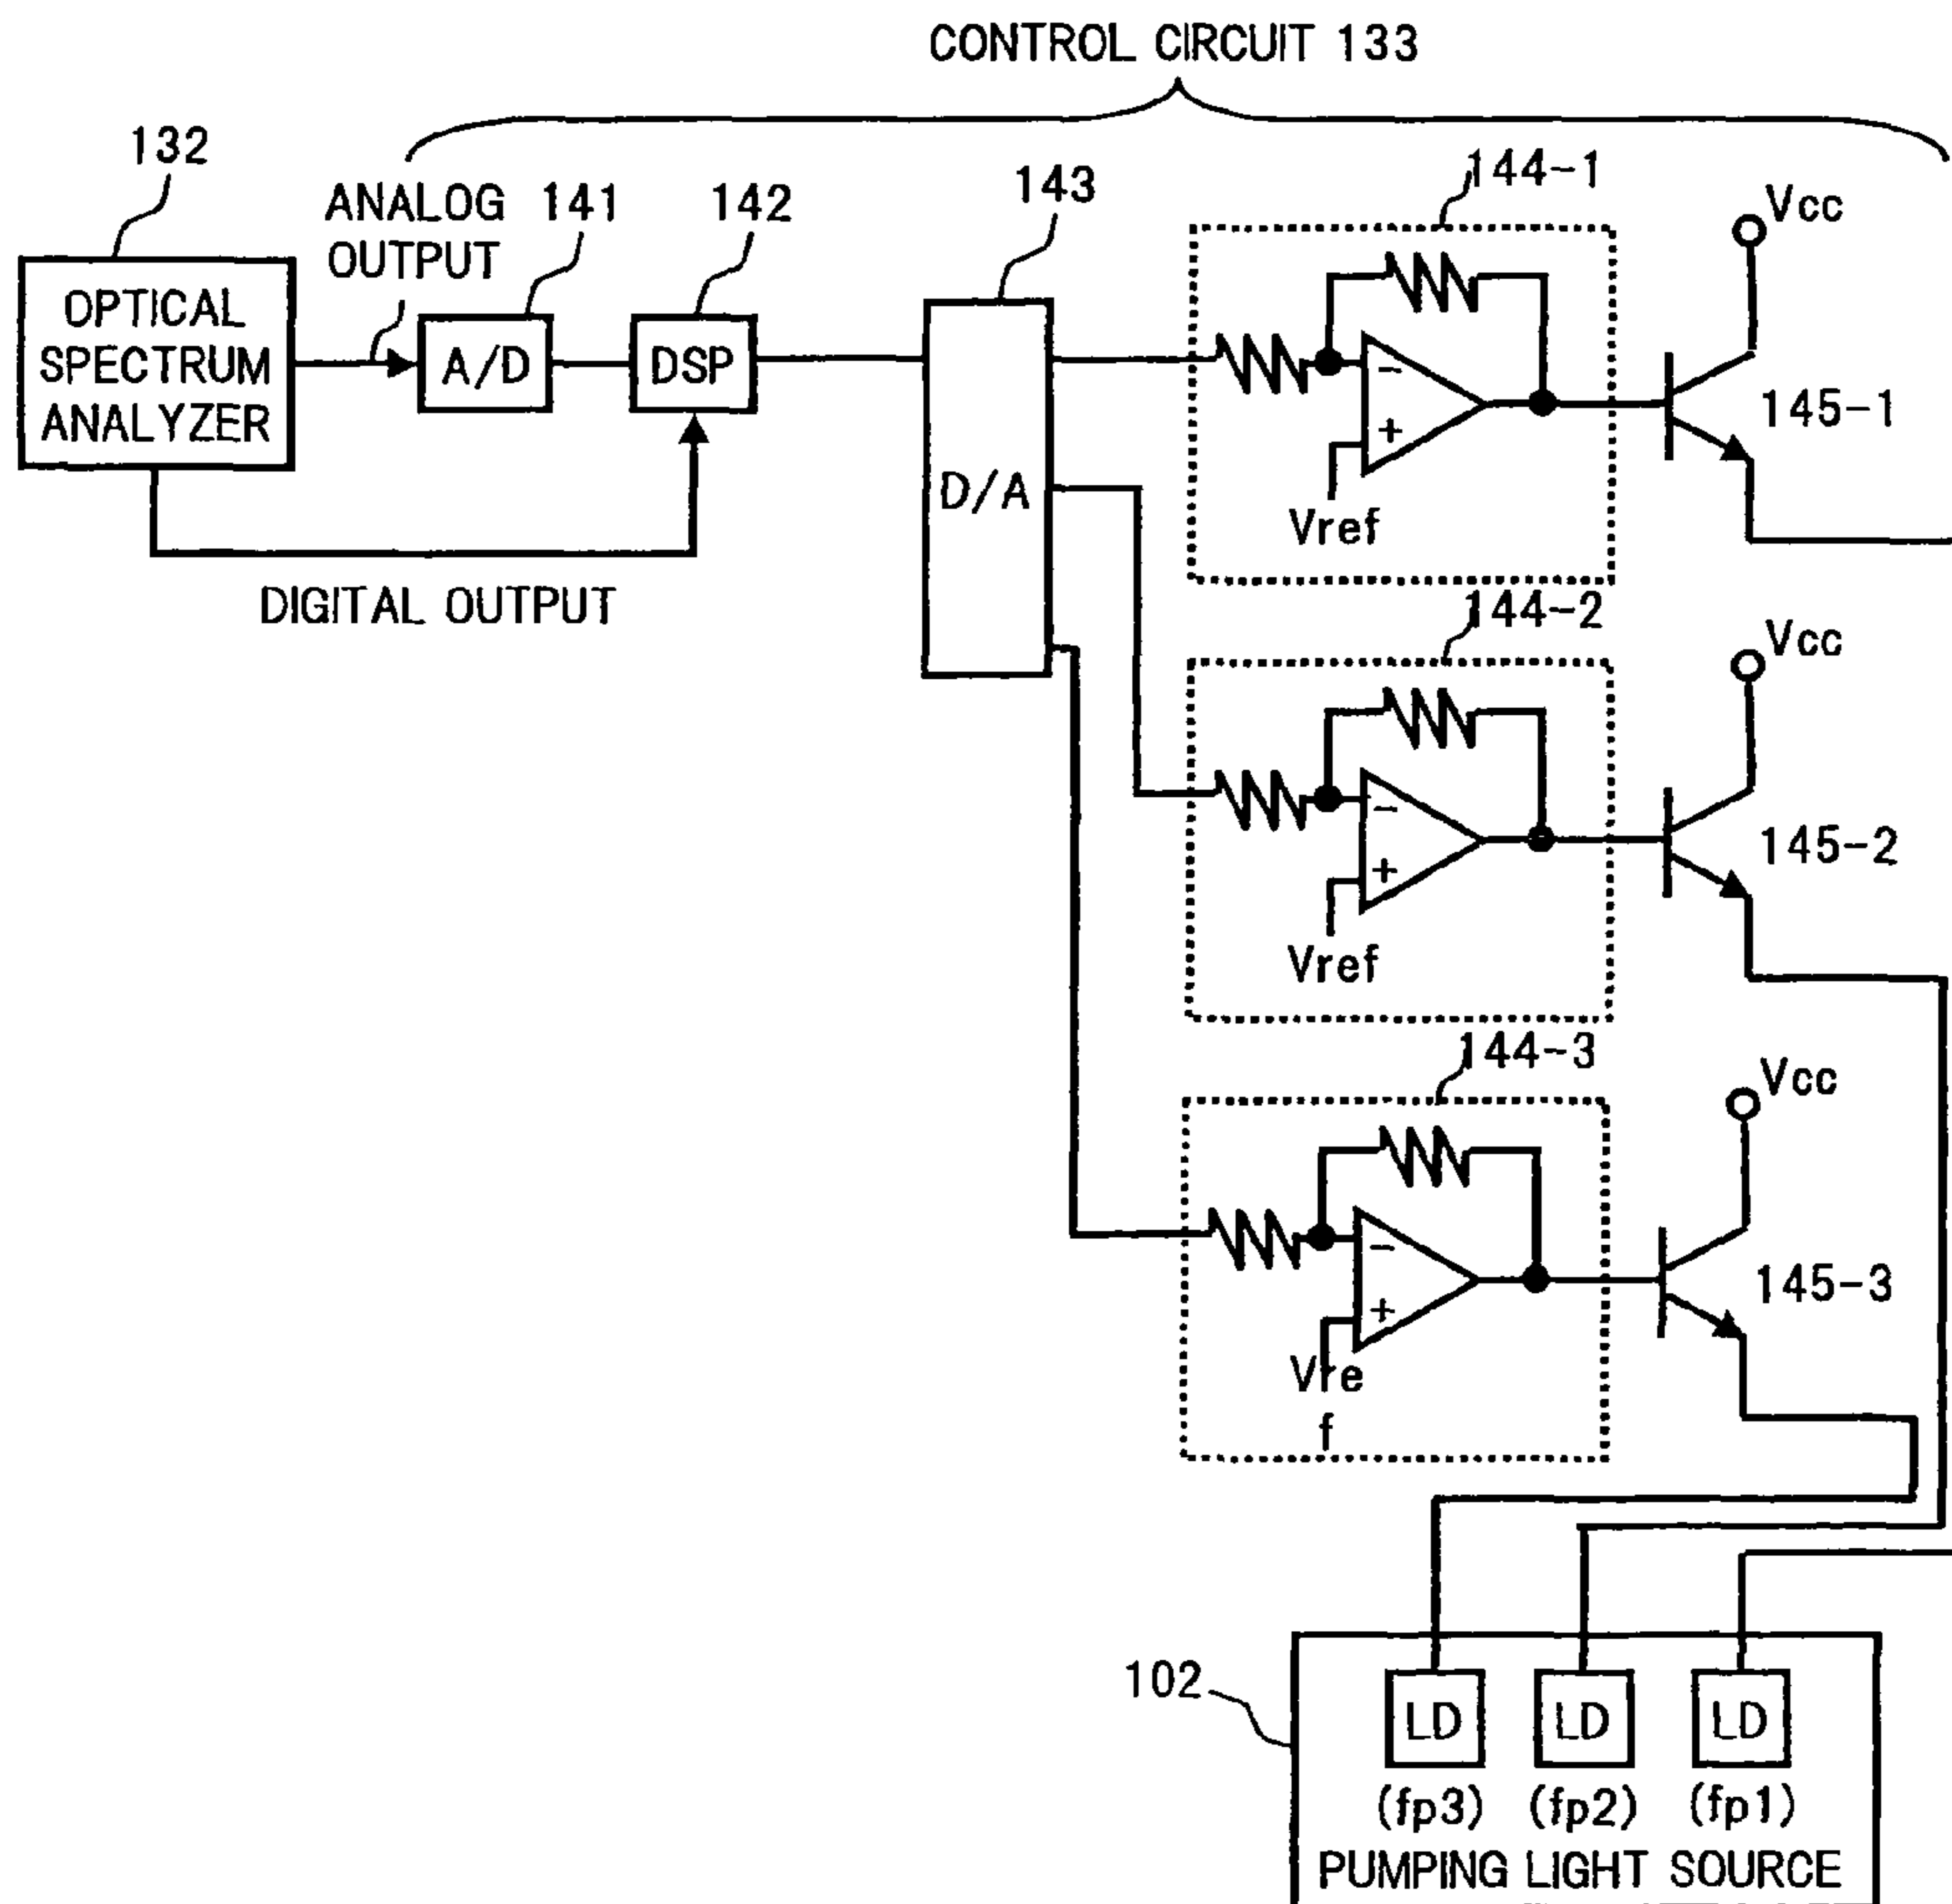 CONTROL CIRCUIT 133
132
ANALOG OUTPUT
141
142
143
144-1
Vcc
OPTICAL
SPECTRUM
ANALYZER
A/D
DSP
D/A
-
+
Vref
145-1
DIGITAL OUTPUT
144-2
Vcc
-
+
Vref
145-2
144-3
Vcc
-
+
Vre
f
145-3
102
LD
LD
LD
(fp3)
(fp2)
(fp1)
PUMPING LIGHT SOURCE